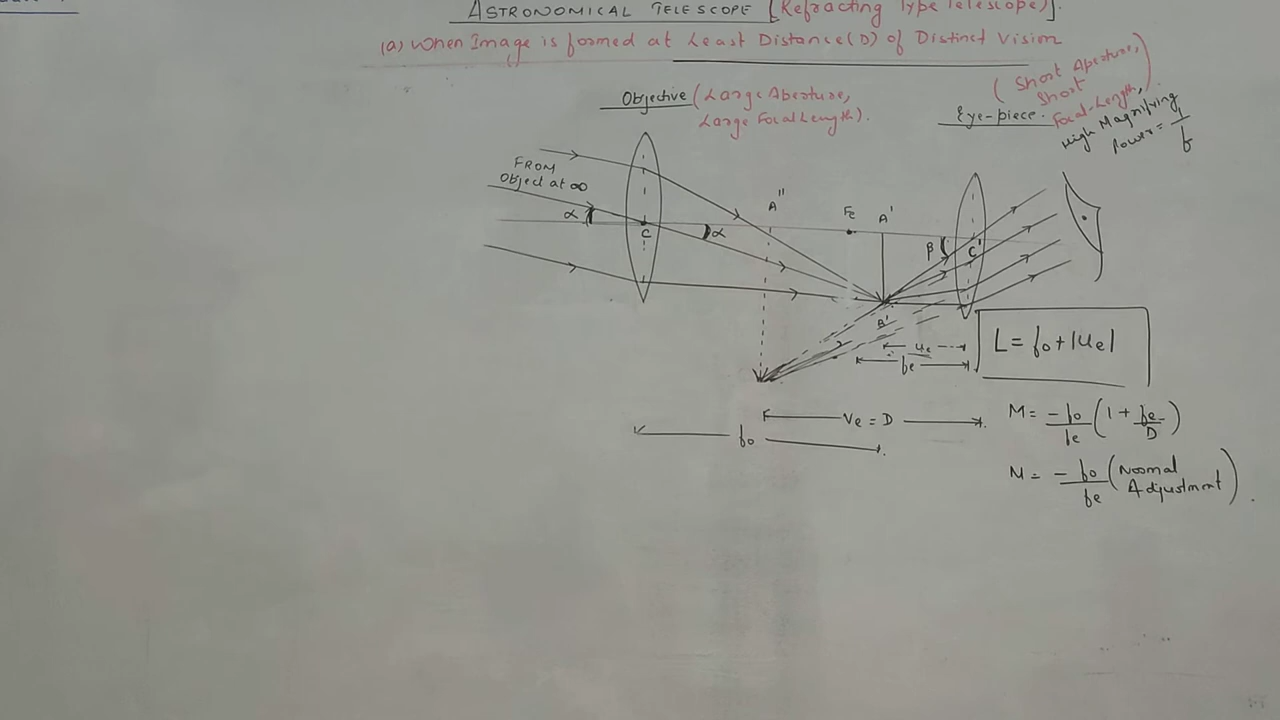 ASTRONOMICAL TELESCOPE [Refracting Type Telescope].
(a) When Image is formed at Least Distance(D) of Distinct Vision
Objective (Large Aperture,
Large Focal Length).
Eye-piece.
(Short Aperture,
Short
Focal-Length,)
High Magnifying
Power = 1/f
FROM
Object at ∞
α
C
α
A"
Fe
A'
β
C'
A'
ue
fe
L = fo + |ue|
Ve = D
fo
M = -fo/fe (1 + fe/D)
M = -fo/fe (Normal
Adjustment).